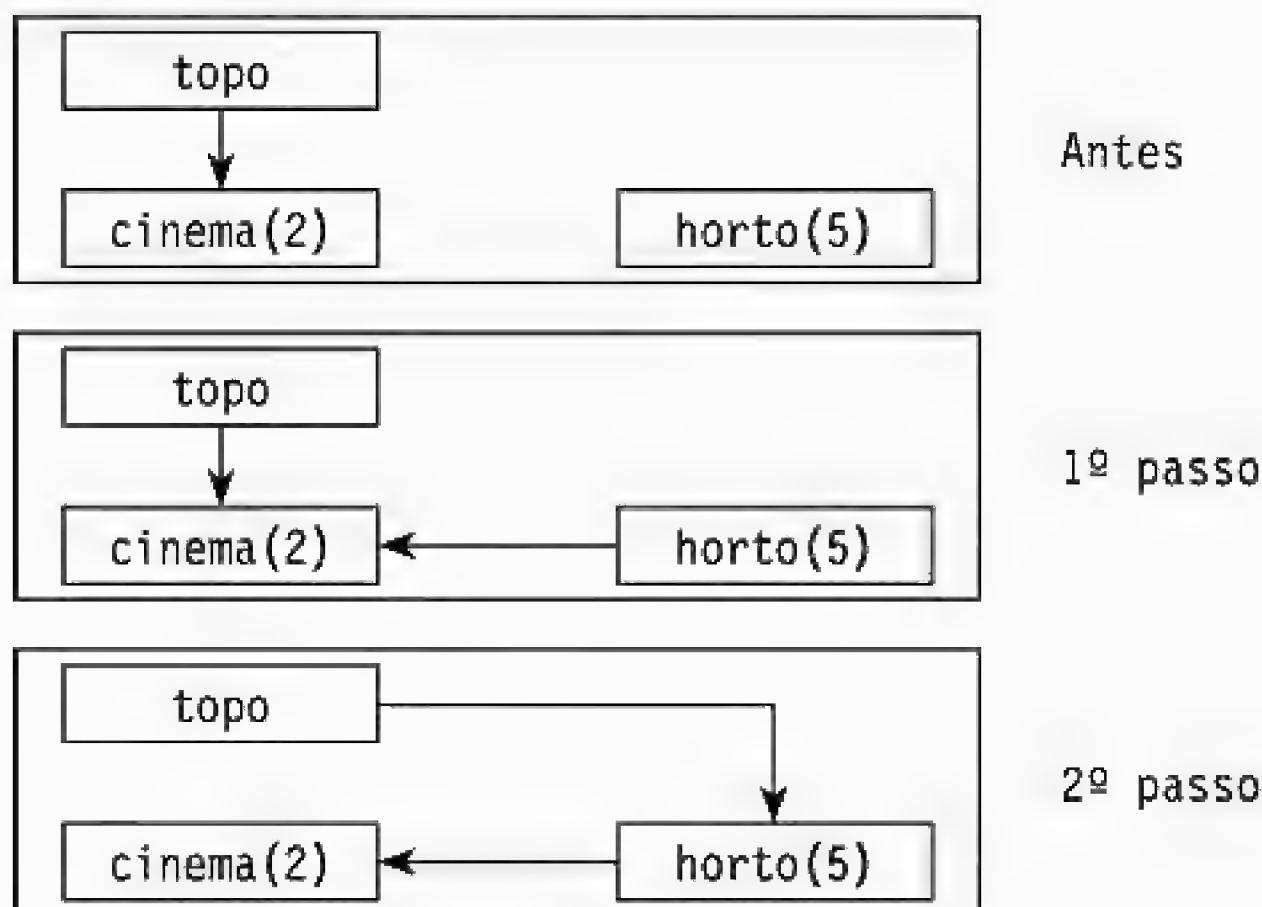 topo
Antes
cinema(2) horto(5)
topo
1º passo
cinema(2) horto(5)
topo
2º passo
cinema(2) horto(5)